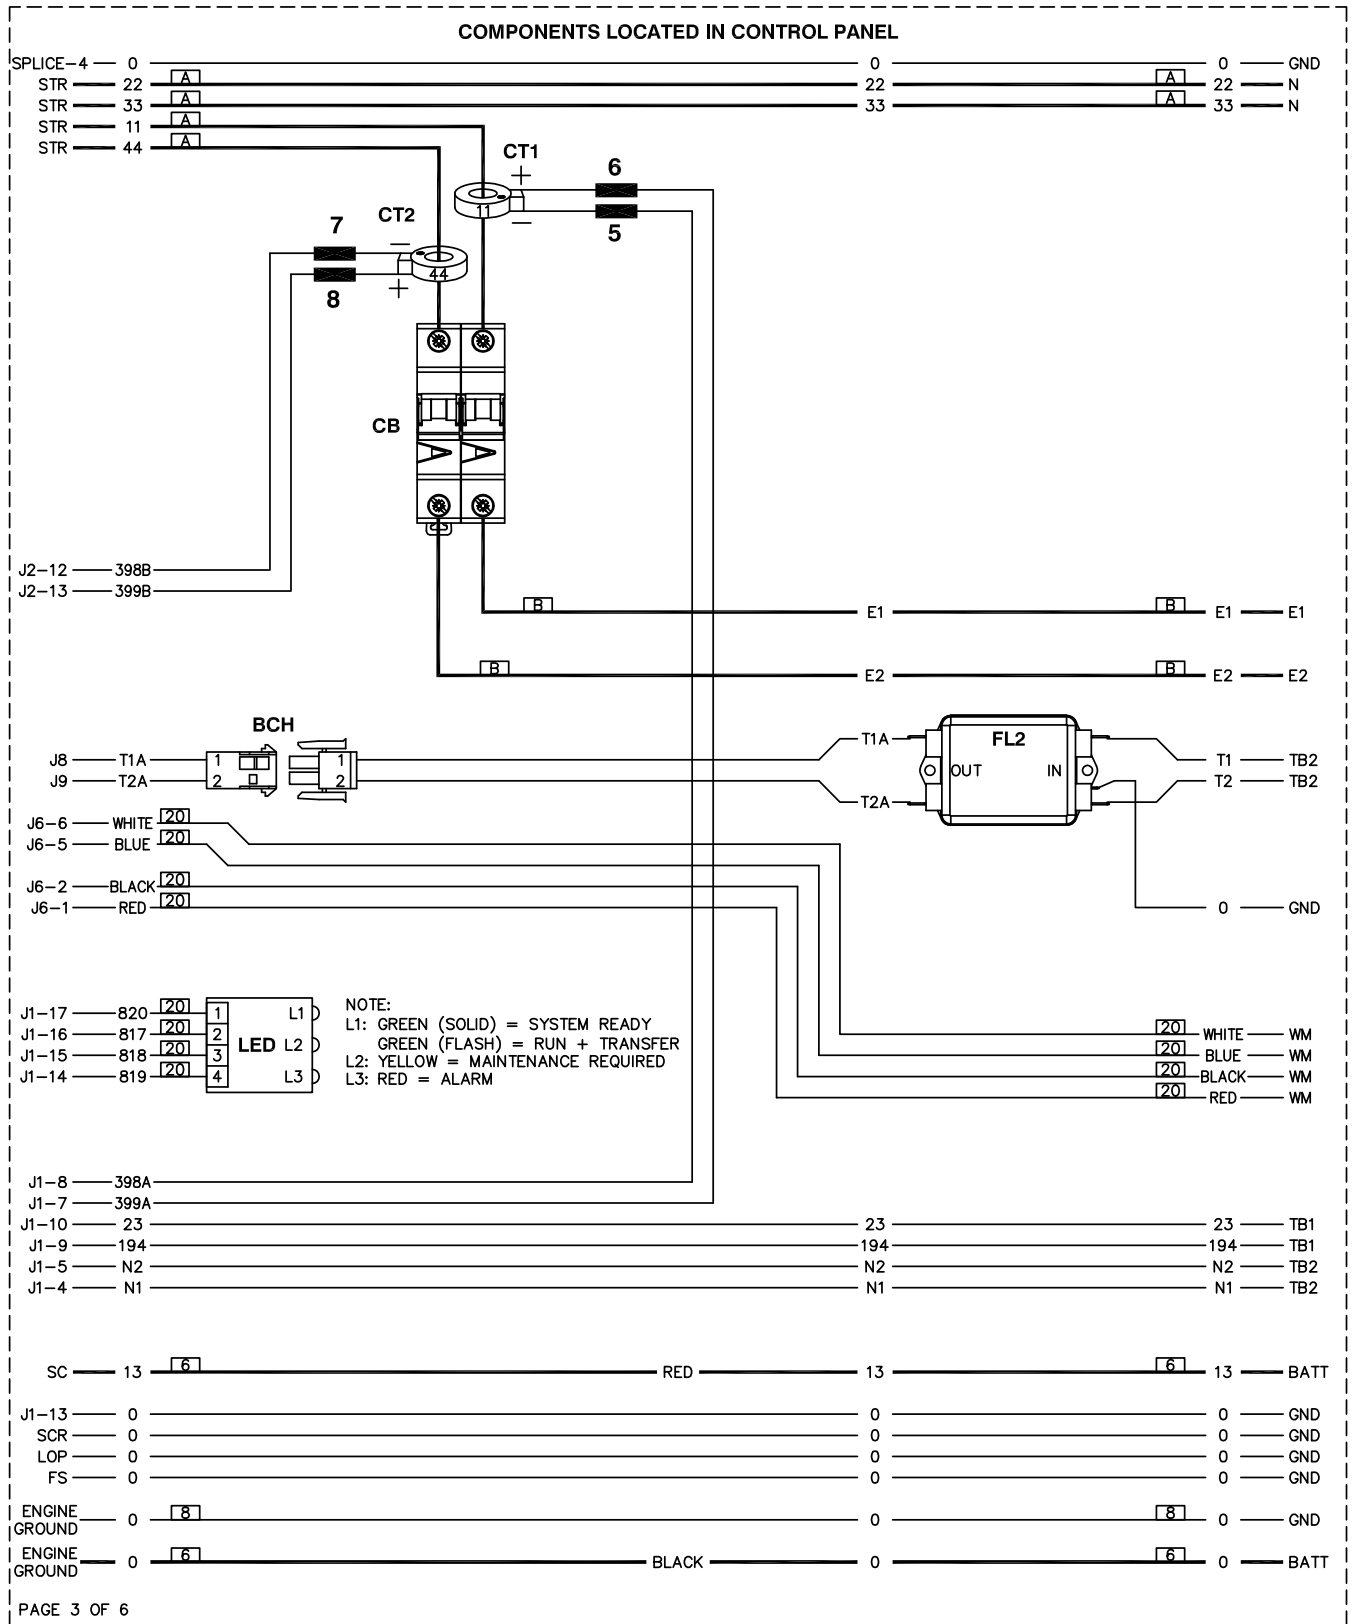 COMPONENTS LOCATED IN CONTROL PANEL
SPLICE-4 0 0 0 GND
STR 22 A 22 A 22 N
STR 33 A 33 A 33 N
STR 11 A
STR 44 A
CT1
+
6
11
−
5
CT2
7
−
44
8
+
CB
A A
J2-12 398B
J2-13 399B
B E1 B E1 E1
B E2 B E2 E2
BCH
J8 T1A 1 1 T1A FL2 T1 TB2
OUT IN
J9 T2A 2 2 T2A T2 TB2
J6-6 WHITE 20
J6-5 BLUE 20
J6-2 BLACK 20
J6-1 RED 20 0 GND
J1-17 820 20 1 L1
J1-16 817 20 2
LED L2
J1-15 818 20 3
J1-14 819 20 4 L3
NOTE:
L1: GREEN (SOLID) = SYSTEM READY
GREEN (FLASH) = RUN + TRANSFER
L2: YELLOW = MAINTENANCE REQUIRED
L3: RED = ALARM
20 WHITE WM
20 BLUE WM
20 BLACK WM
20 RED WM
J1-8 398A
J1-7 399A
J1-10 23 23 23 TB1
J1-9 194 194 194 TB1
J1-5 N2 N2 N2 TB2
J1-4 N1 N1 N1 TB2
SC 13 6 RED 13 6 13 BATT
J1-13 0 0 0 GND
SCR 0 0 0 GND
LOP 0 0 0 GND
FS 0 0 0 GND
ENGINE
GROUND 0 8 0 8 0 GND
ENGINE
GROUND 0 6 BLACK 0 6 0 BATT
PAGE 3 OF 6